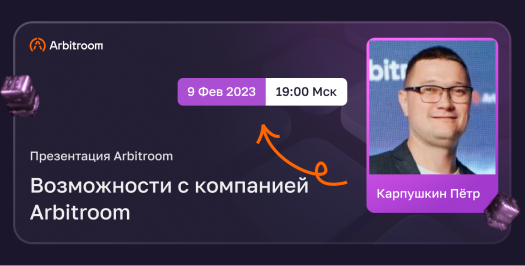 Arbitroom
9 Фев 2023
19:00 Мск
Презентация Arbitroom
Возможности с компанией
Arbitroom
Карпушкин Пётр